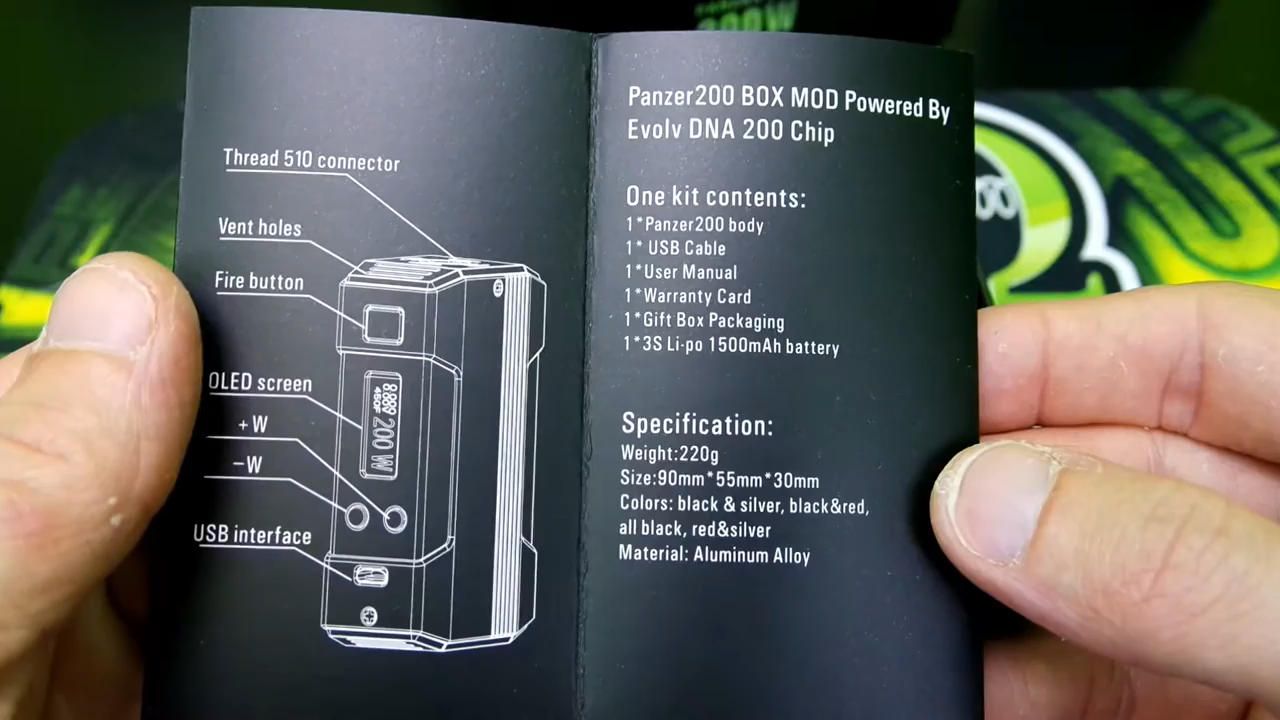 Thread 510 connector
Vent holes
Fire button
OLED screen
+W
-W
USB interface
200 W
Panzer200 BOX MOD Powered By
Evolv DNA 200 Chip
One kit contents:
1*Panzer200 body
1* USB Cable
1*User Manual
1*Warranty Card
1*Gift Box Packaging
1*3S Li-po 1500mAh battery
Specification:
Weight:220g
Size:90mm*55mm*30mm
Colors: black & silver, black&red,
all black, red&silver
Material: Aluminum Alloy